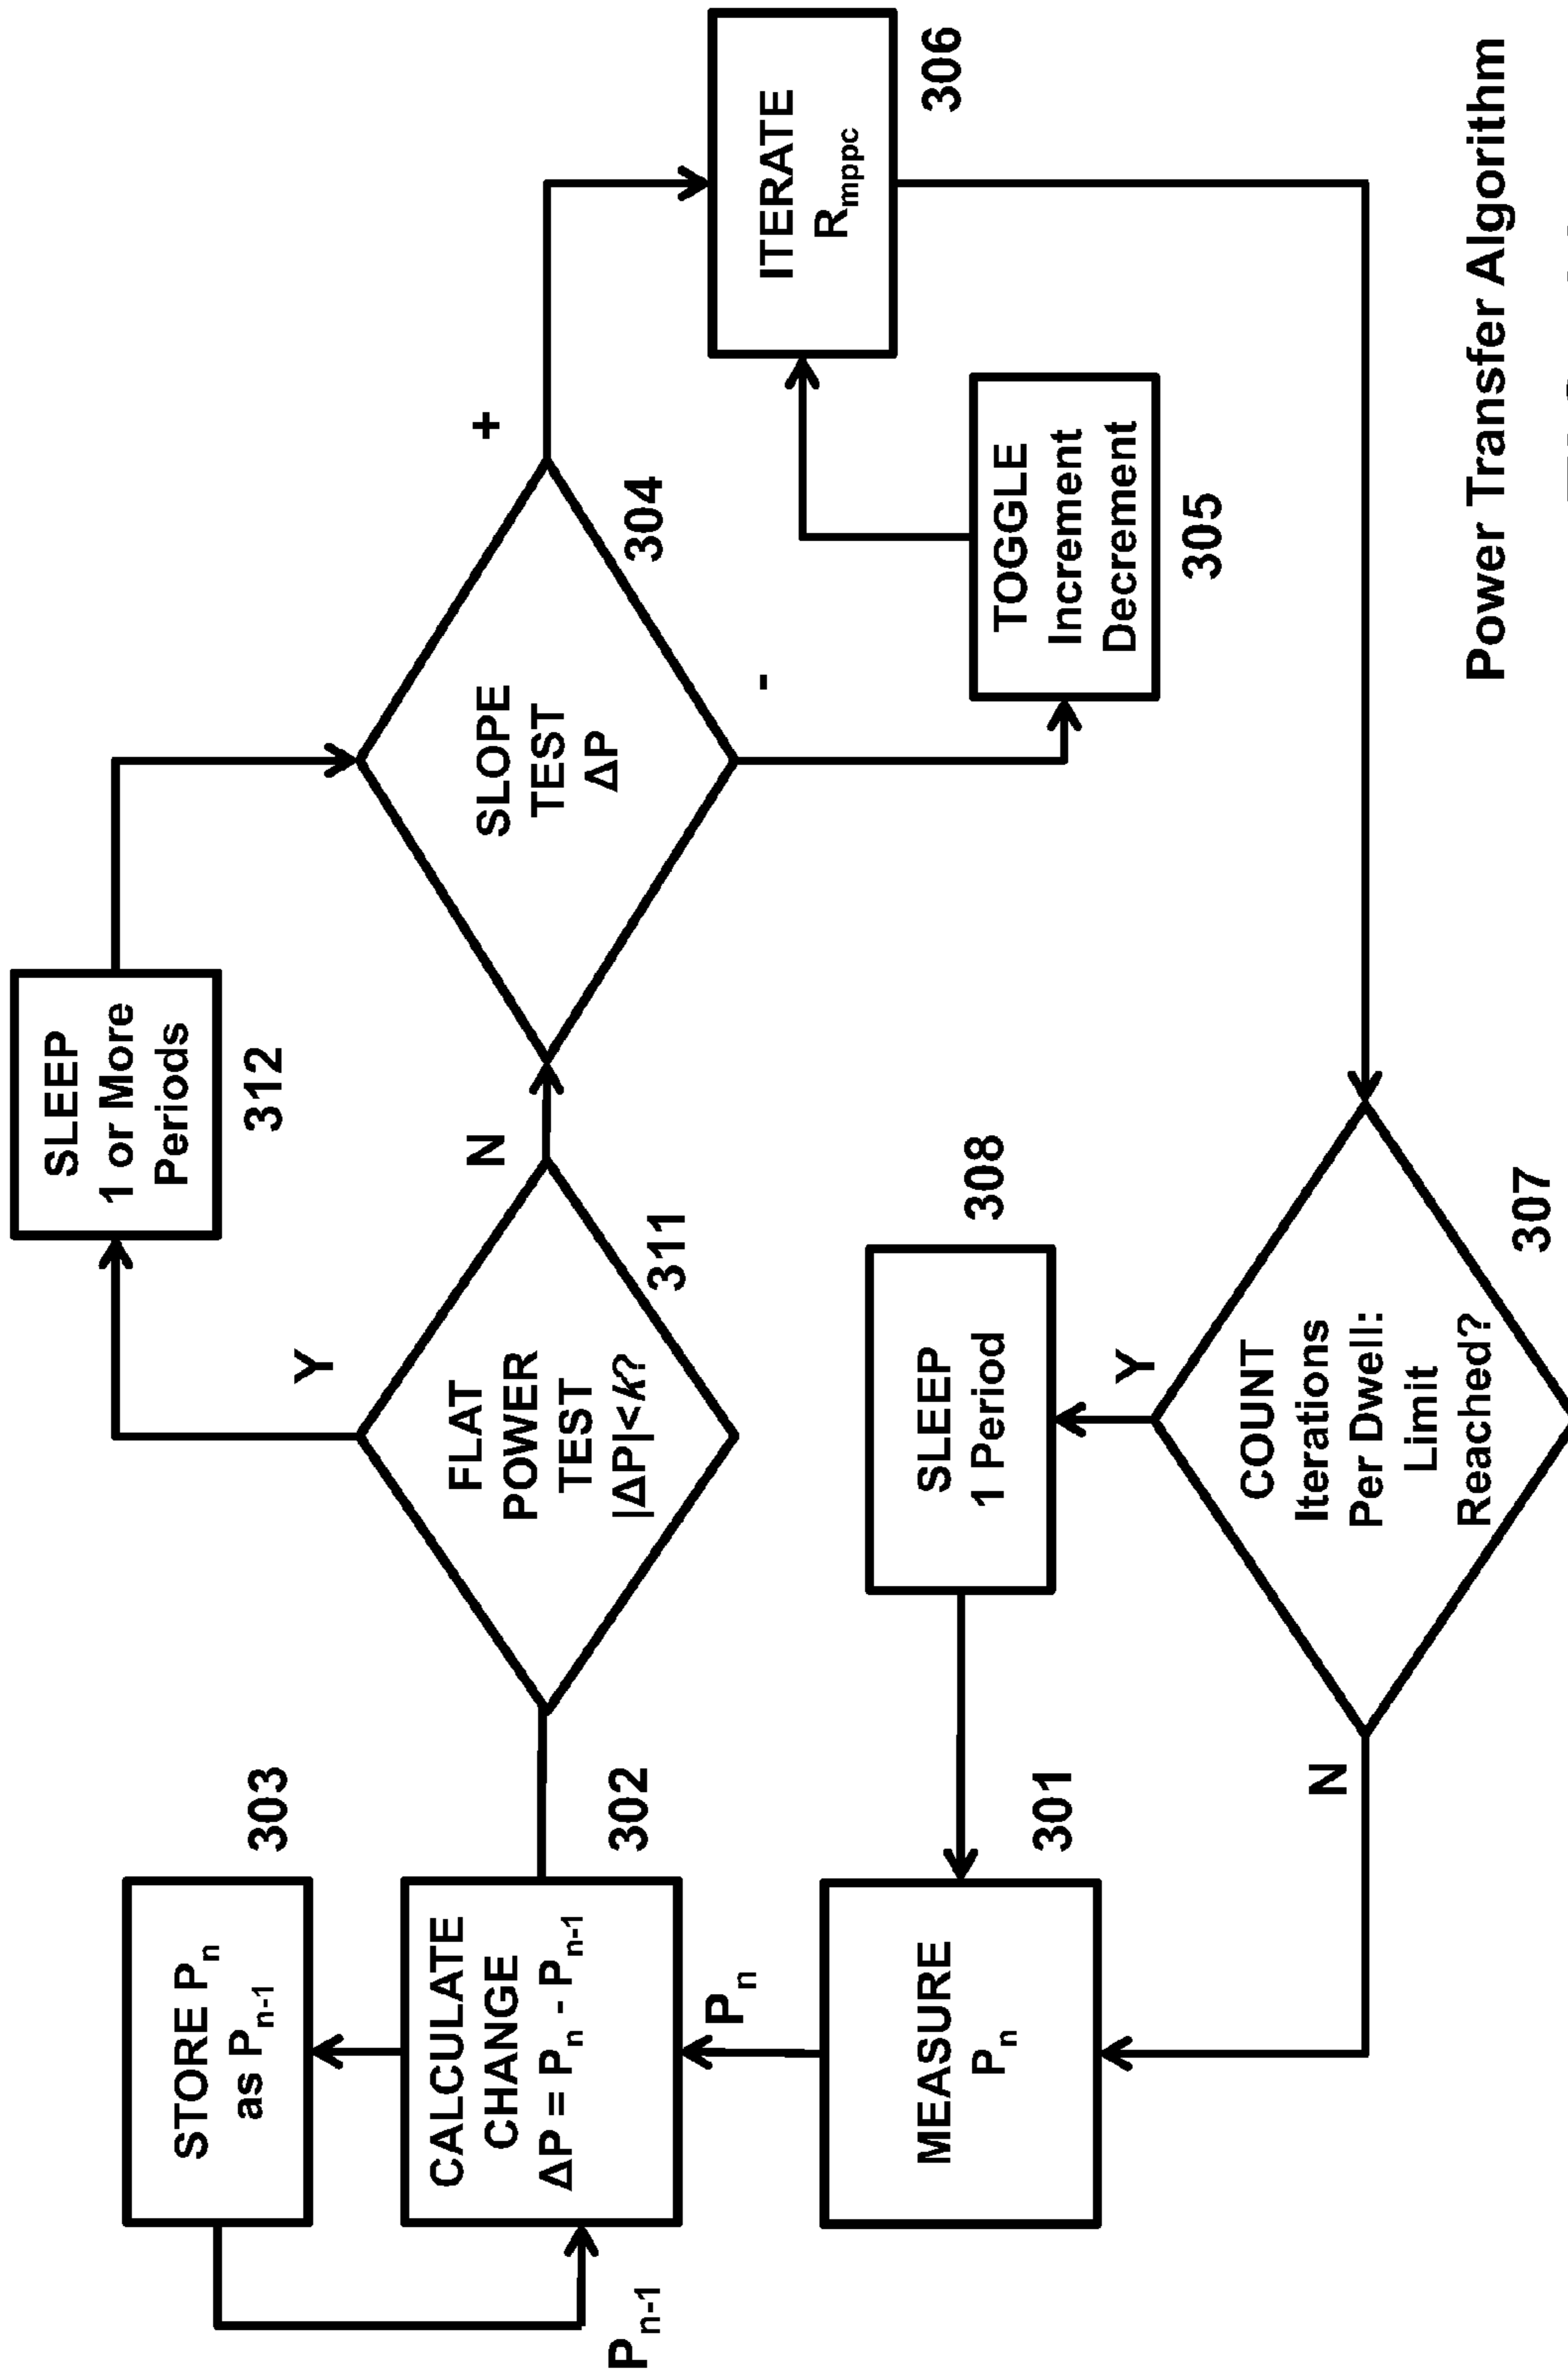 STORE Pn
as Pn-1
303
Pn-1
CALCULATE
CHANGE
ΔP = Pn - Pn-1
302
Pn
MEASURE
Pn
301
FLAT
POWER
TEST
|ΔP|<k?
311
Y
N
SLEEP
1 or More
Periods
312
SLOPE
TEST
ΔP
304
+
-
TOGGLE
Increment
Decrement
305
ITERATE
Rmppc
306
SLEEP
1 Period
308
Y
COUNT
Iterations
Per Dwell:
Limit
Reached?
307
N
Power Transfer Algorithm